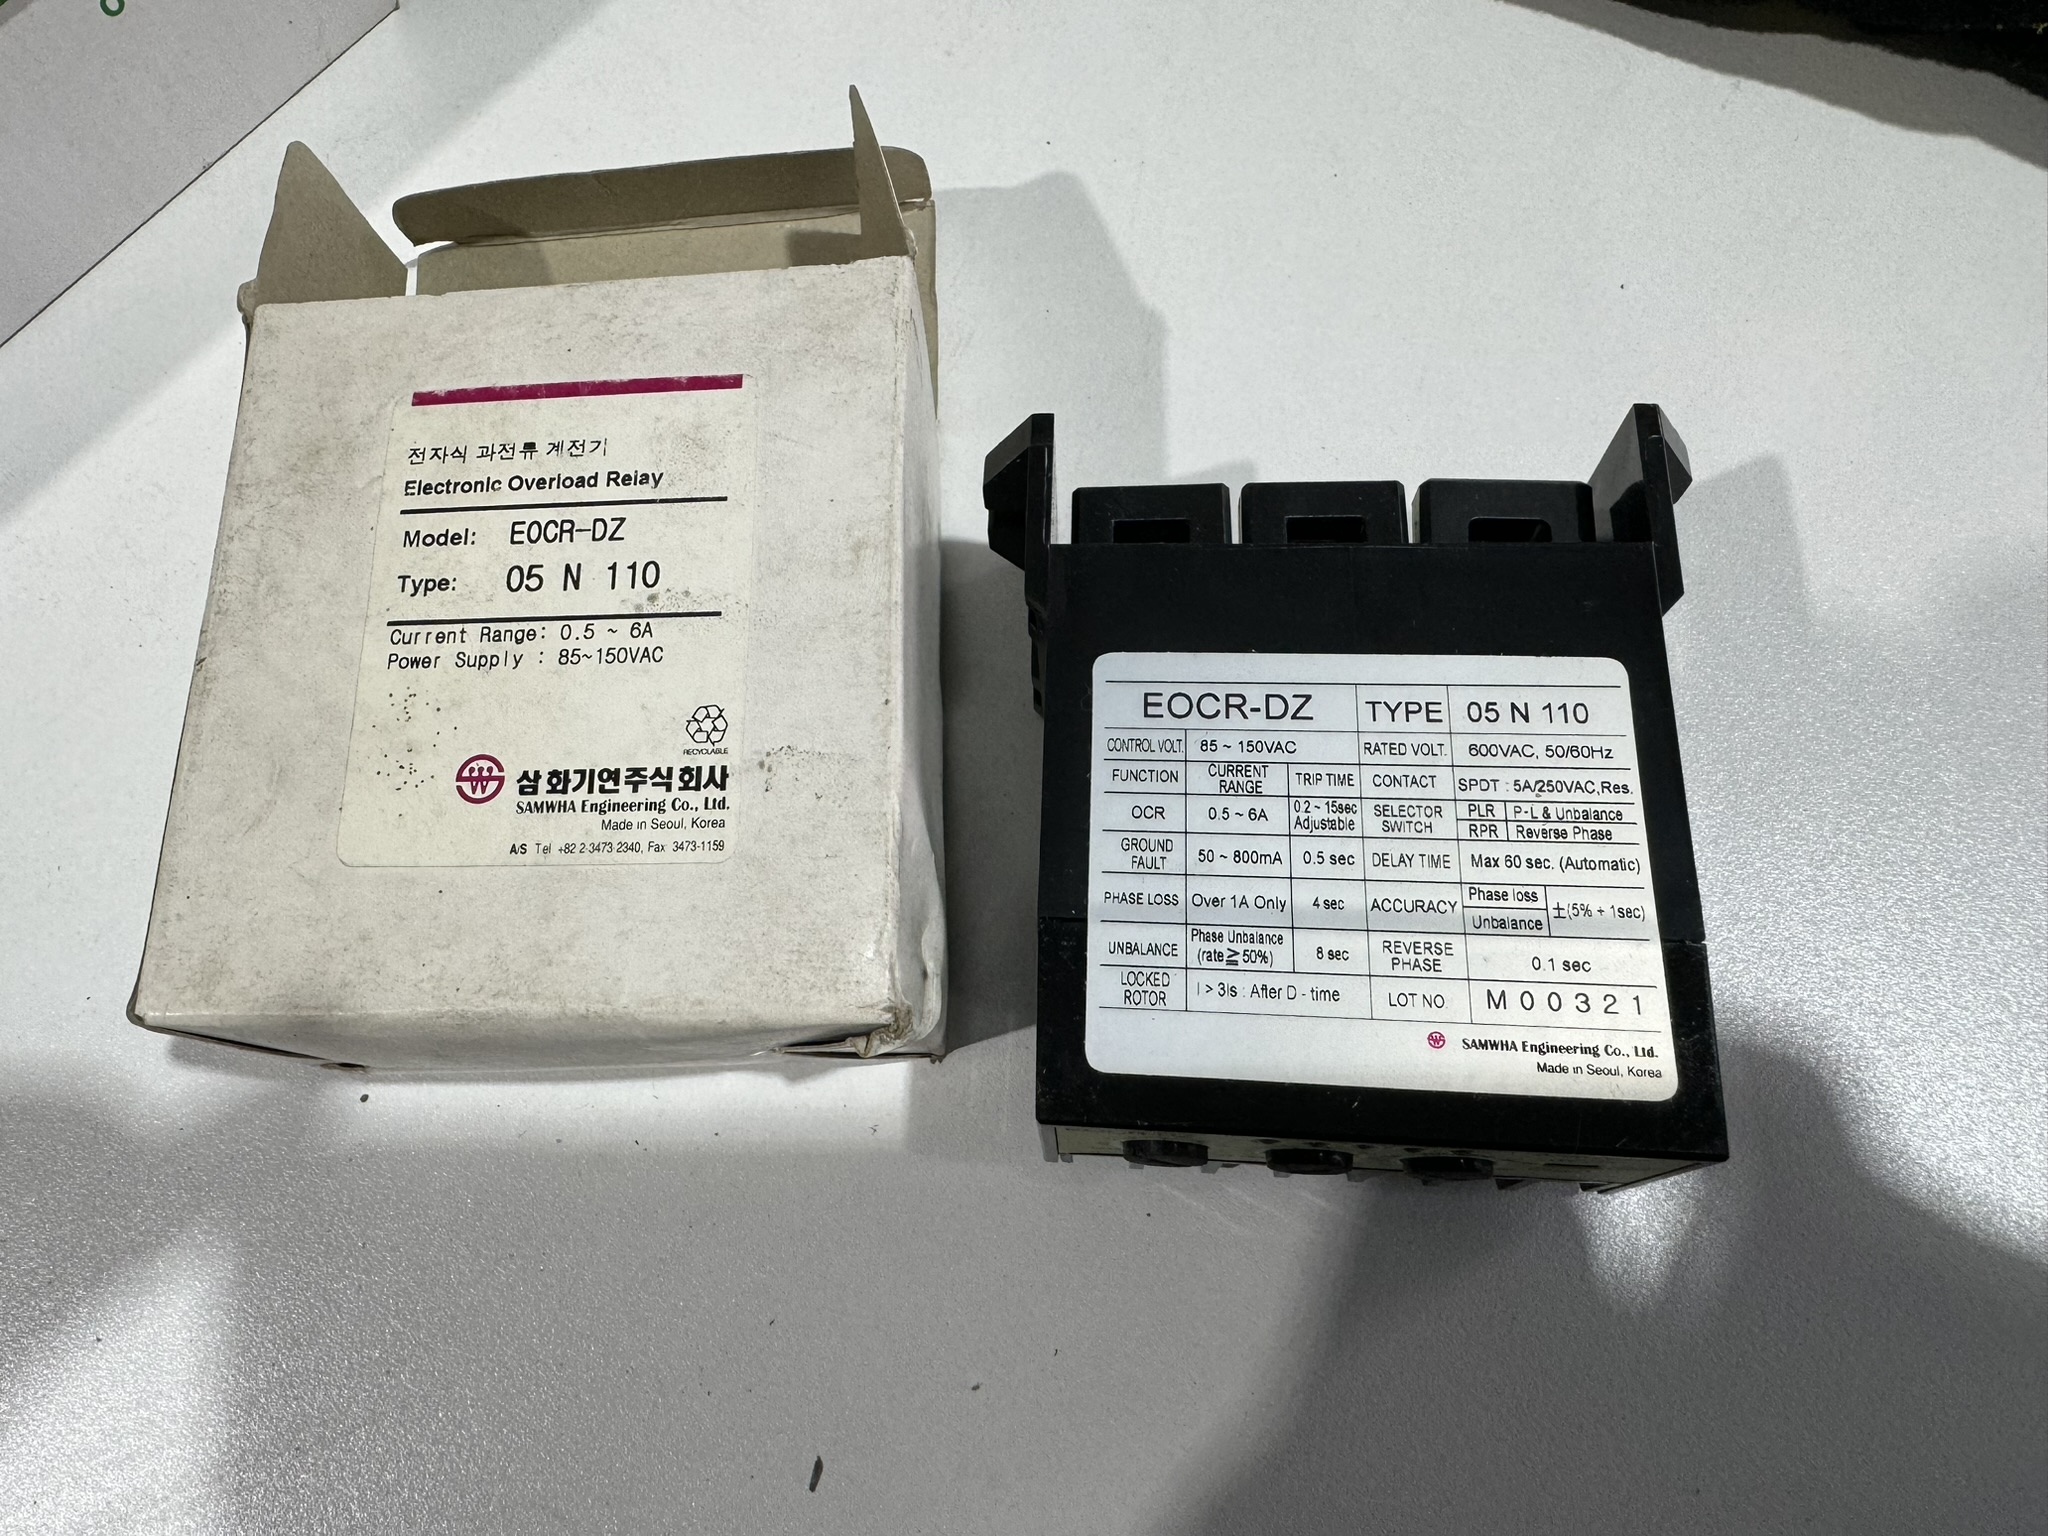 전자식 과전류 계전기
Electronic Overload Relay
Model: EOCR-DZ
Type: 05 N 110
Current Range: 0.5 ~ 6A
Power Supply : 85~150VAC
RECYCLABLE
삼화기연주식회사
SAMWHA Engineering Co., Ltd.
Made in Seoul, Korea
A/S Tel +82 2-3473-2340, Fax 3473-1159
EOCR-DZ TYPE 05 N 110
CONTROL VOLT. 85 ~ 150VAC RATED VOLT. 600VAC, 50/60Hz
FUNCTION CURRENT RANGE TRIP TIME CONTACT SPDT : 5A/250VAC,Res.
OCR 0.5 ~ 6A 0.2 ~ 15sec Adjustable SELECTOR SWITCH PLR P-L & Unbalance
RPR Reverse Phase
GROUND FAULT 50 ~ 800mA 0.5 sec DELAY TIME Max 60 sec. (Automatic)
PHASE LOSS Over 1A Only 4 sec ACCURACY Phase loss Unbalance ±(5% + 1sec)
UNBALANCE Phase Unbalance (rate≧50%) 8 sec REVERSE PHASE 0.1 sec
LOCKED ROTOR I > 3Is : After D - time LOT NO. M 0 0 3 2 1
SAMWHA Engineering Co., Ltd.
Made in Seoul, Korea